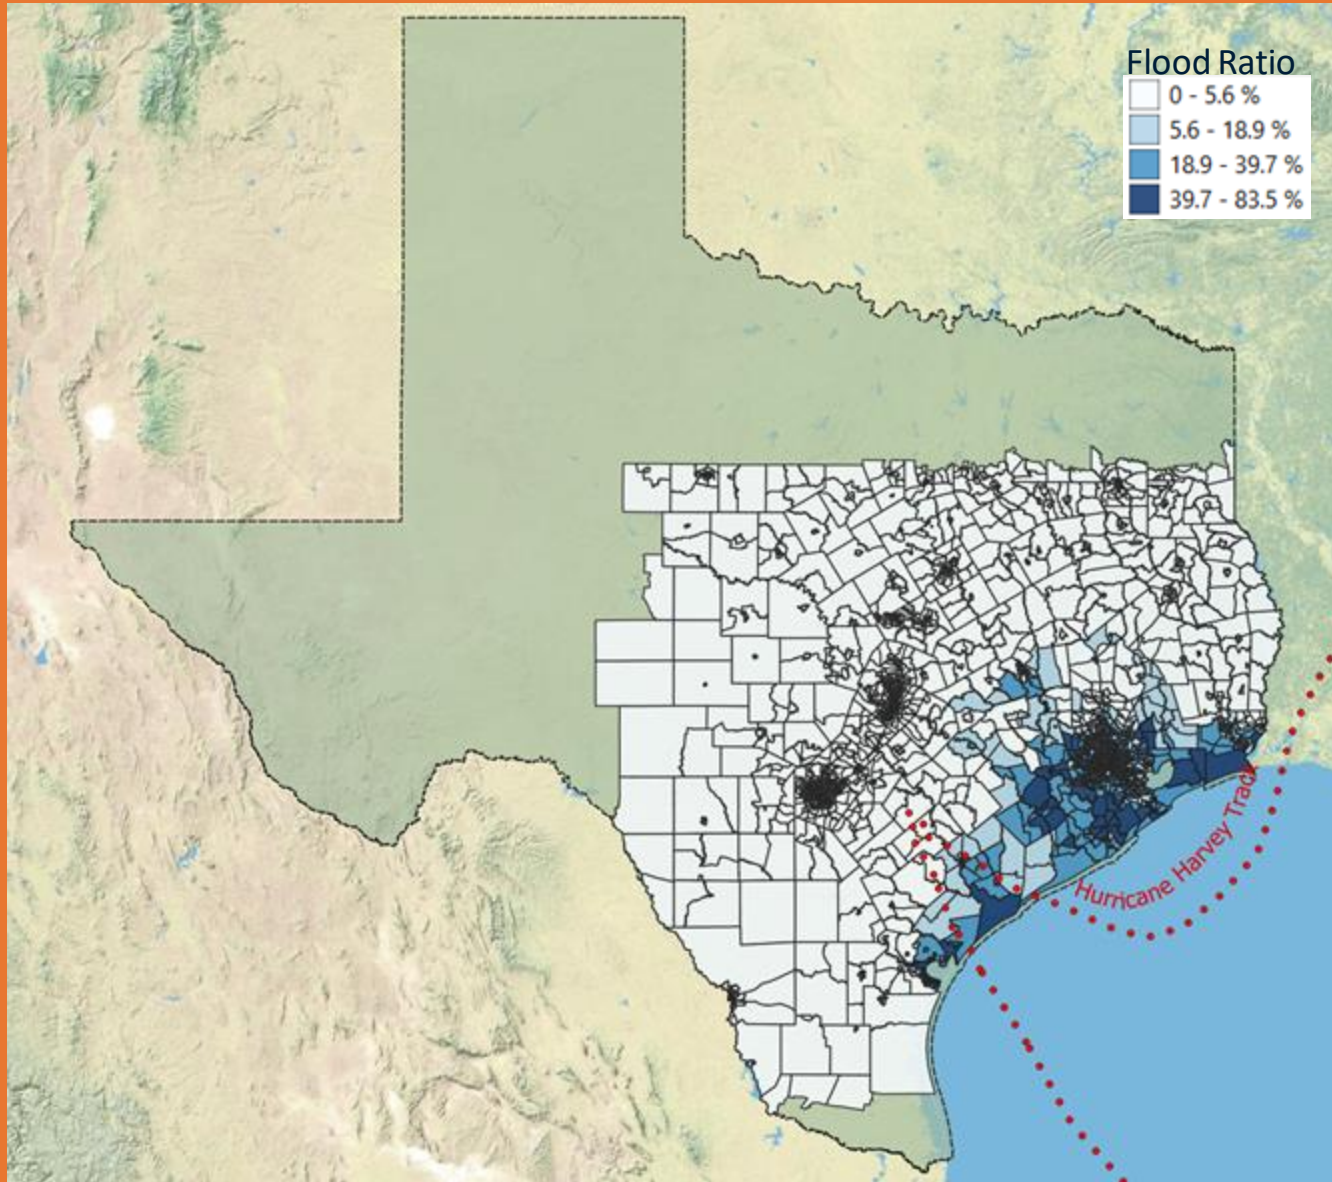 Flood Ratio
0 - 5.6 %
5.6 - 18.9 %
18.9 - 39.7 %
39.7 - 83.5 %
Hurricane Harvey Track